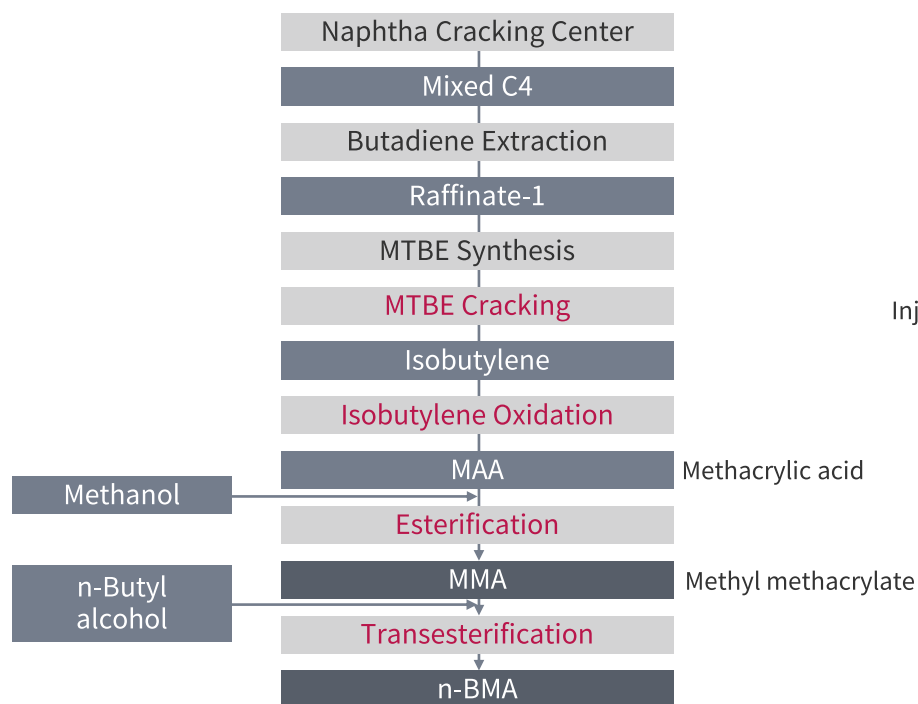 Naphtha Cracking Center
Mixed C4
Butadiene Extraction
Raffinate-1
MTBE Synthesis
MTBE Cracking
Inj
Isobutylene
Isobutylene Oxidation
MAA
Methacrylic acid
Methanol
Esterification
MMA
Methyl methacrylate
n-Butyl
alcohol
Transesterification
n-BMA